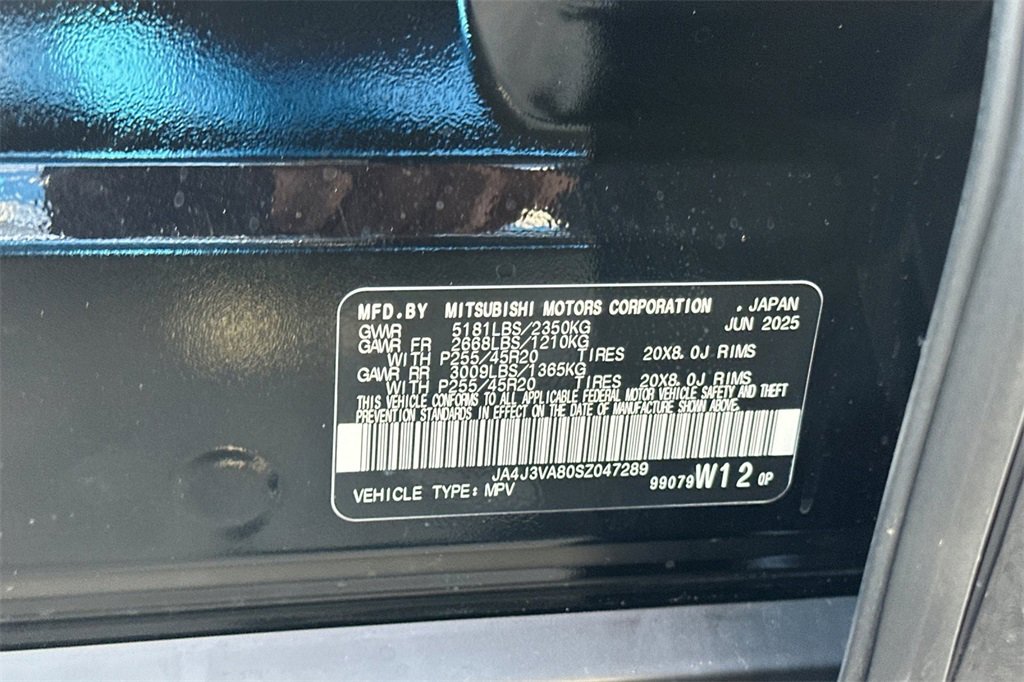 MFD.BY MITSUBISHI MOTORS CORPORATION , JAPAN
GVWR 5181LBS/2350KG JUN 2025
GAWR FR 2668LBS/1210KG
WITH P255/45R20 TIRES 20X8.0J RIMS
GAWR RR 3009LBS/1365KG
WITH P255/45R20 TIRES 20X8.0J RIMS
THIS VEHICLE CONFORMS TO ALL APPLICABLE FEDERAL MOTOR VEHICLE SAFETY AND THEFT
PREVENTION STANDARDS IN EFFECT ON THE DATE OF MANUFACTURE SHOWN ABOVE.
JA4J3VA80SZ047289
VEHICLE TYPE: MPV 99079W12QP